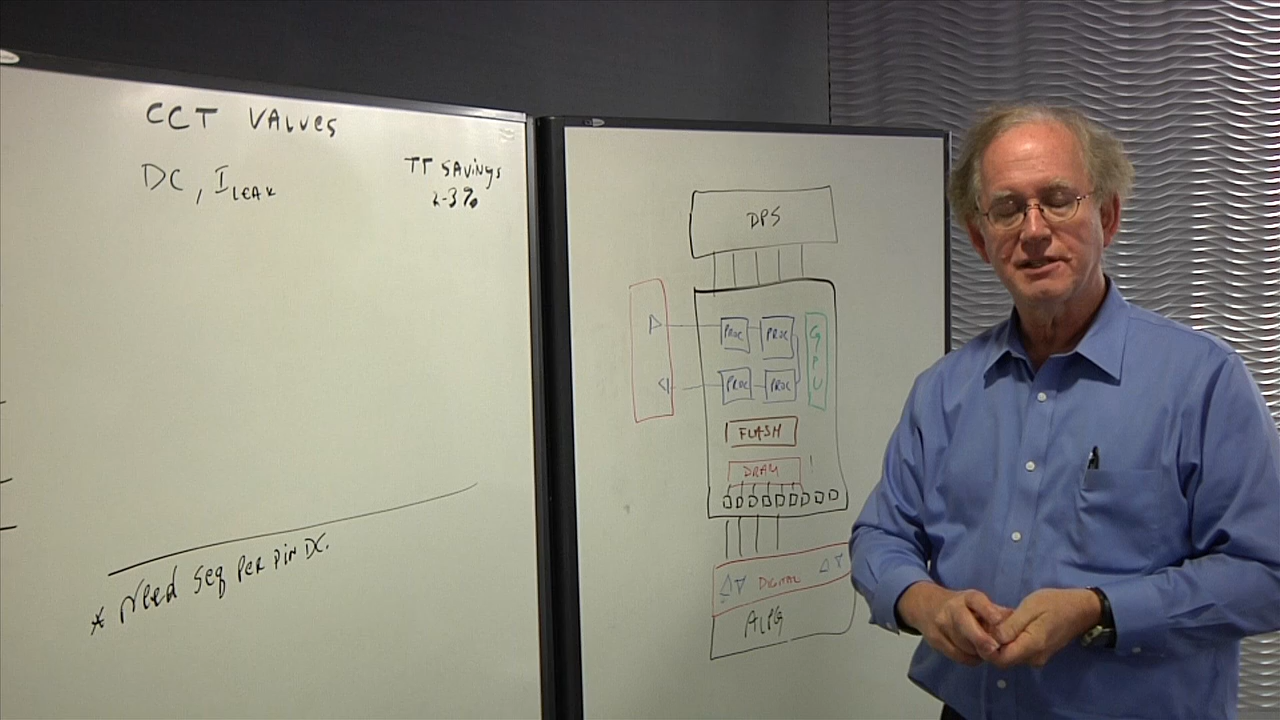 CCT VALUES
DC, I LEAK
TT SAVINGS
2-3%
* Need Seq Per Pin DC.
DPS
PROC PROC
GPU
PROC PROC
FLASH
DRAM
DIGITAL
ALPG